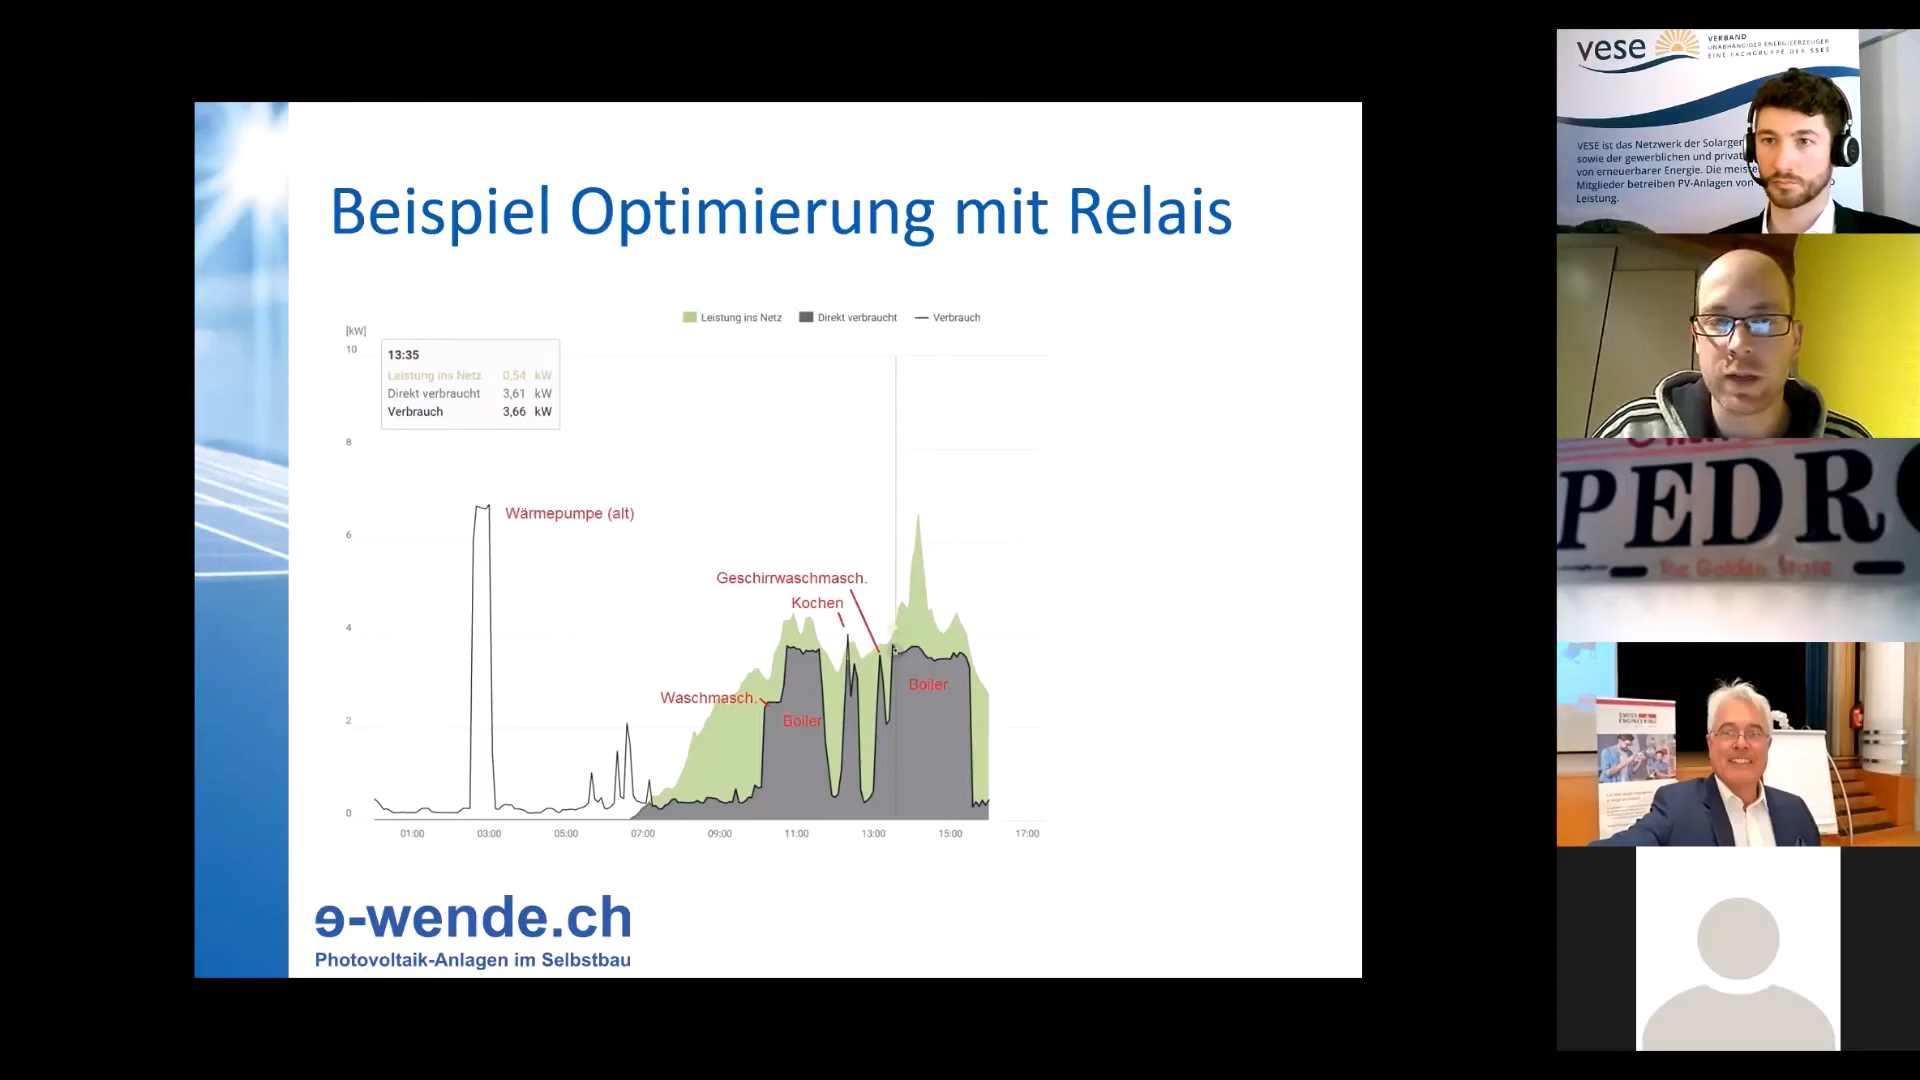 Beispiel Optimierung mit Relais
Leistung ins Netz
Direkt verbraucht
Verbrauch
[kW]
10
8
6
4
2
0
13:35
Leistung ins Netz 0,54 kW
Direkt verbraucht 3,61 kW
Verbrauch 3,66 kW
Wärmepumpe (alt)
Geschirrwaschmasch.
Kochen
Waschmasch.
Boiler
Boiler
01:00 03:00 05:00 07:00 09:00 11:00 13:00 15:00 17:00
e-wende.ch
Photovoltaik-Anlagen im Selbstbau
vese
VERBAND
UNABHÄNGIGER ENERGIEERZEUGER
EINE FACHGRUPPE DER SSES
VESE ist das Netzwerk der Solargen
sowie der gewerblichen und privat
von erneuerbarer Energie. Die meiste
Mitglieder betreiben PV-Anlagen von
Leistung.
PEDR
The Golden State
SWISS
ENGINEERING